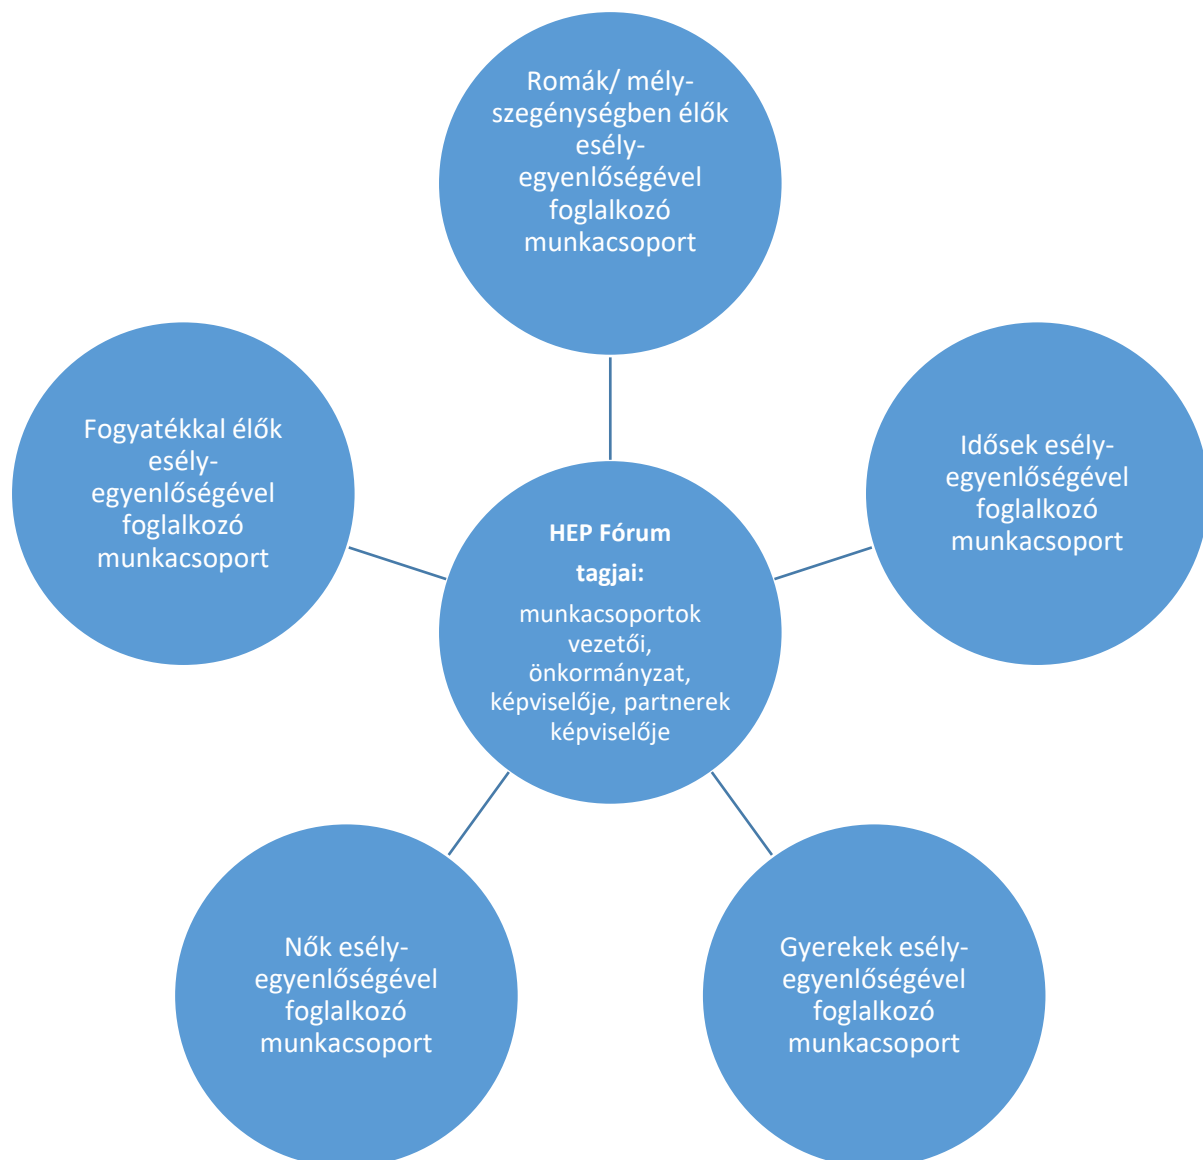 Romák/ mély-
szegénységben élők
esély-
egyenlőségével
foglalkozó
munkacsoport
Fogyatékkal élők
esély-
egyenlőségével
foglalkozó
munkacsoport
Idősek esély-
egyenlőségével
foglalkozó
munkacsoport
HEP Fórum
tagjai:
munkacsoportok
vezetői,
önkormányzat,
képviselője, partnerek
képviselője
Nők esély-
egyenlőségével
foglalkozó
munkacsoport
Gyerekek esély-
egyenlőségével
foglalkozó
munkacsoport